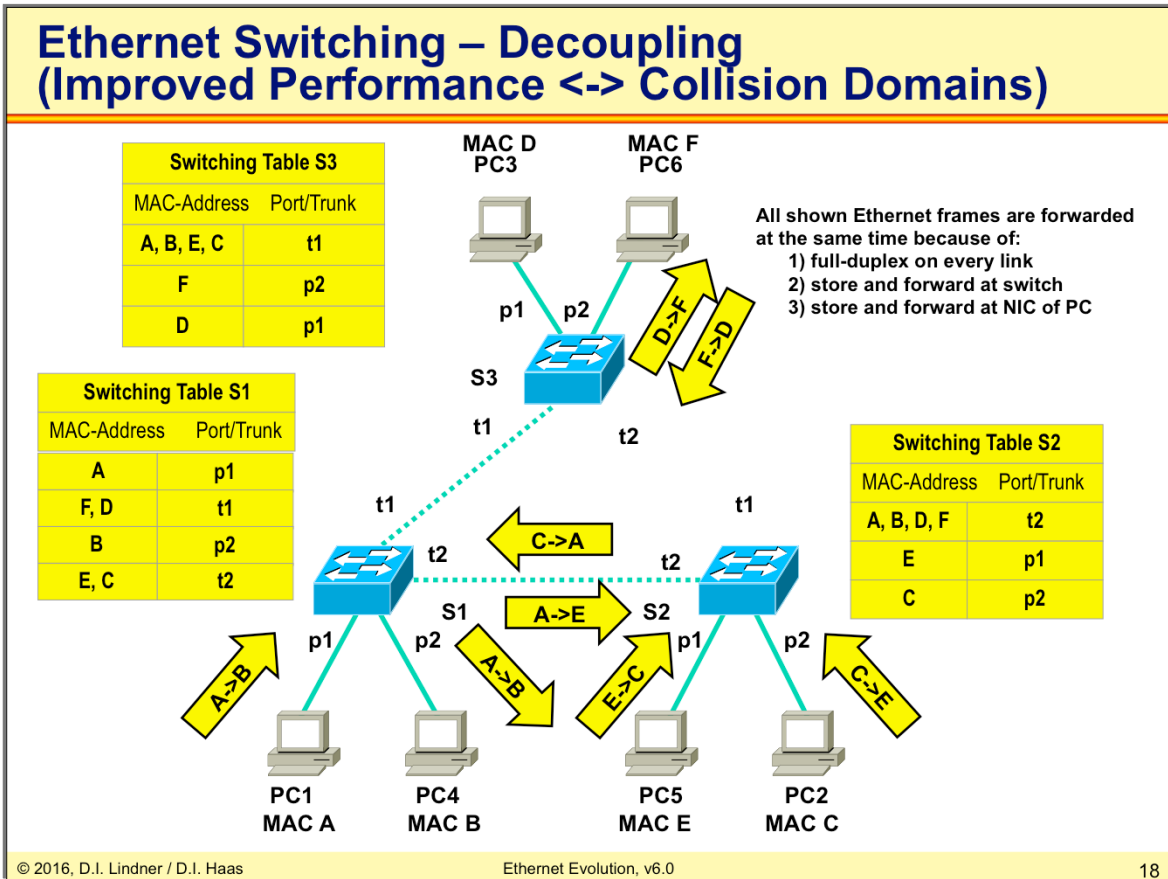 Ethernet Switching – Decoupling
(Improved Performance <-> Collision Domains)
Switching Table S3
MAC-Address Port/Trunk
A, B, E, C t1
F p2
D p1
MAC D
PC3
MAC F
PC6
All shown Ethernet frames are forwarded
at the same time because of:
1) full-duplex on every link
2) store and forward at switch
3) store and forward at NIC of PC
p1 p2
D->F
F->D
S3
t1
t2
Switching Table S1
MAC-Address Port/Trunk
A p1
F, D t1
B p2
E, C t2
Switching Table S2
MAC-Address Port/Trunk
A, B, D, F t2
E p1
C p2
t1
t1
C->A
t2
t2
S1
A->E
S2
p1
p2
p1
p2
A->B
A->B
E->C
C->E
PC1
MAC A
PC4
MAC B
PC5
MAC E
PC2
MAC C
© 2016, D.I. Lindner / D.I. Haas
Ethernet Evolution, v6.0
18